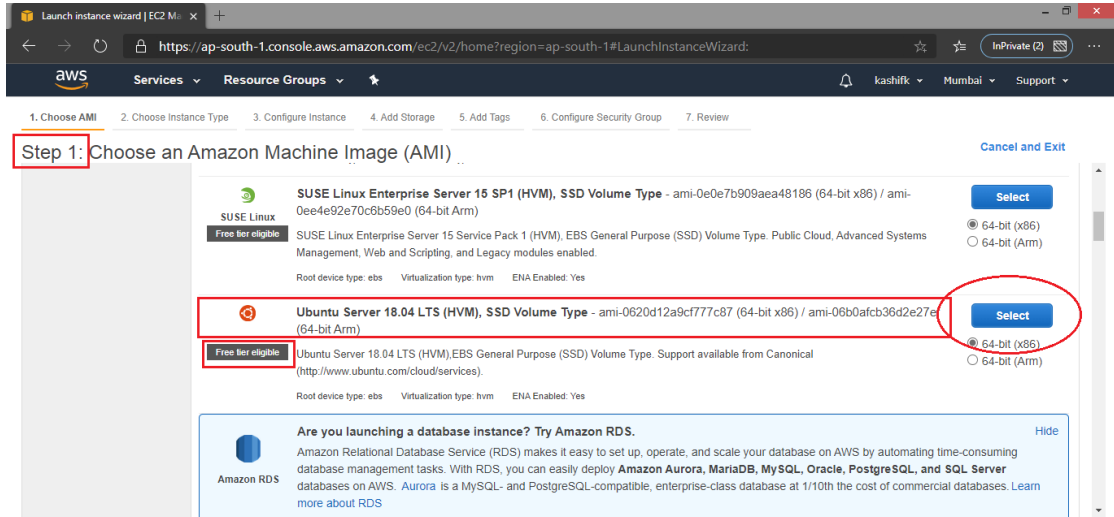 Launch instance wizard | EC2 Ma
https://ap-south-1.console.aws.amazon.com/ec2/v2/home?region=ap-south-1#LaunchInstanceWizard:
InPrivate (2)
aws Services Resource Groups kashifk Mumbai Support
1. Choose AMI 2. Choose Instance Type 3. Configure Instance 4. Add Storage 5. Add Tags 6. Configure Security Group 7. Review
Step 1: Choose an Amazon Machine Image (AMI)
Cancel and Exit
SUSE Linux
Free tier eligible
SUSE Linux Enterprise Server 15 SP1 (HVM), SSD Volume Type - ami-0e0e7b909aea48186 (64-bit x86) / ami-
0ee4e92e70c6b59e0 (64-bit Arm)
SUSE Linux Enterprise Server 15 Service Pack 1 (HVM), EBS General Purpose (SSD) Volume Type. Public Cloud, Advanced Systems
Management, Web and Scripting, and Legacy modules enabled.
Root device type: ebs Virtualization type: hvm ENA Enabled: Yes
Select
64-bit (x86)
64-bit (Arm)
Ubuntu Server 18.04 LTS (HVM), SSD Volume Type - ami-0620d12a9cf777c87 (64-bit x86) / ami-06b0afcb36d2e27e
(64-bit Arm)
Free tier eligible
Ubuntu Server 18.04 LTS (HVM),EBS General Purpose (SSD) Volume Type. Support available from Canonical
(http://www.ubuntu.com/cloud/services).
Root device type: ebs Virtualization type: hvm ENA Enabled: Yes
Select
64-bit (x86)
64-bit (Arm)
Amazon RDS
Are you launching a database instance? Try Amazon RDS.
Hide
Amazon Relational Database Service (RDS) makes it easy to set up, operate, and scale your database on AWS by automating time-consuming
database management tasks. With RDS, you can easily deploy Amazon Aurora, MariaDB, MySQL, Oracle, PostgreSQL, and SQL Server
databases on AWS. Aurora is a MySQL- and PostgreSQL-compatible, enterprise-class database at 1/10th the cost of commercial databases. Learn
more about RDS